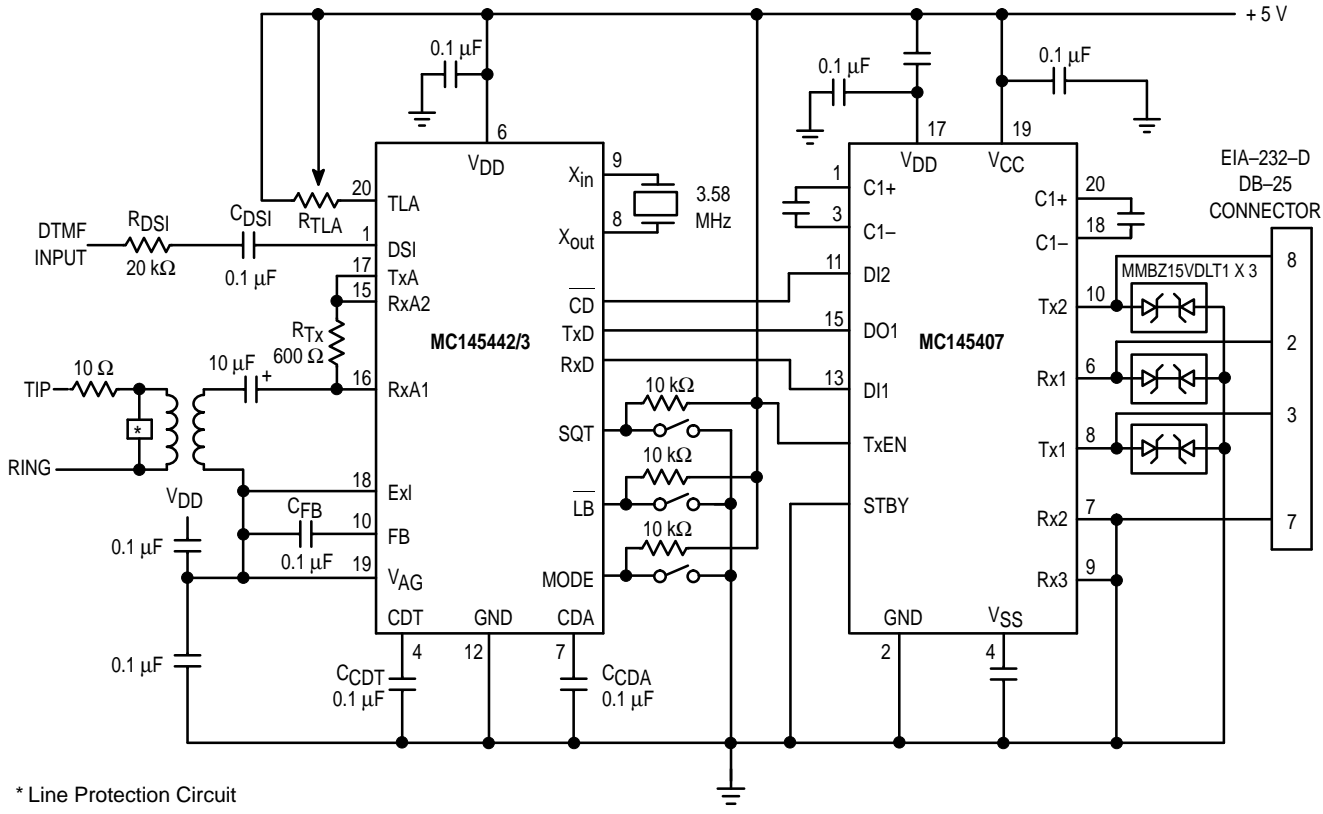 + 5 V
0.1 µF
0.1 µF
0.1 µF
6
17
19
VDD
VDD
VCC
EIA–232–D
DB–25
CONNECTOR
20
TLA
RTLA
9
Xin
3.58
MHz
8
Xout
1
C1+
3
C1–
20
C1+
18
C1–
DTMF
INPUT
RDSI
20 kΩ
CDSI
0.1 µF
1
DSI
17
TxA
15
RxA2
RTx
600 Ω
CD
TxD
RxD
MC145442/3
11
DI2
15
DO1
13
DI1
MC145407
MMBZ15VDLT1 X 3
Tx2
10
8
Rx1
6
2
Tx1
8
3
TIP
10 Ω
*
RING
10 µF
+
16
RxA1
SQT
10 kΩ
LB
10 kΩ
MODE
10 kΩ
TxEN
STBY
Rx2
7
7
Rx3
9
18
ExI
VDD
CFB
0.1 µF
10
FB
0.1 µF
19
VAG
0.1 µF
CDT
GND
CDA
4
12
7
CCDT
0.1 µF
CCDA
0.1 µF
GND
VSS
2
4
* Line Protection Circuit